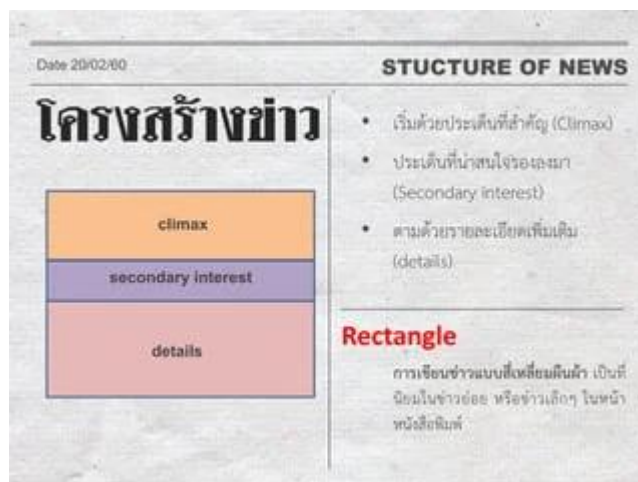 Date 20/02/60
STUCTURE OF NEWS
โครงสร้างข่าว
climax
secondary interest
details
• เริ่มด้วยประเด็นที่สำคัญ (Climax)
• ประเด็นที่น่าสนใจรองลงมา
(Secondary interest)
• ตามด้วยรายละเอียดเพิ่มเติม
(details)
Rectangle
การเขียนข่าวแบบสี่เหลี่ยมผืนผ้า เป็นที่
นิยมในข่าวย่อย หรือข่าวเล็กๆ ในหน้า
หนังสือพิมพ์